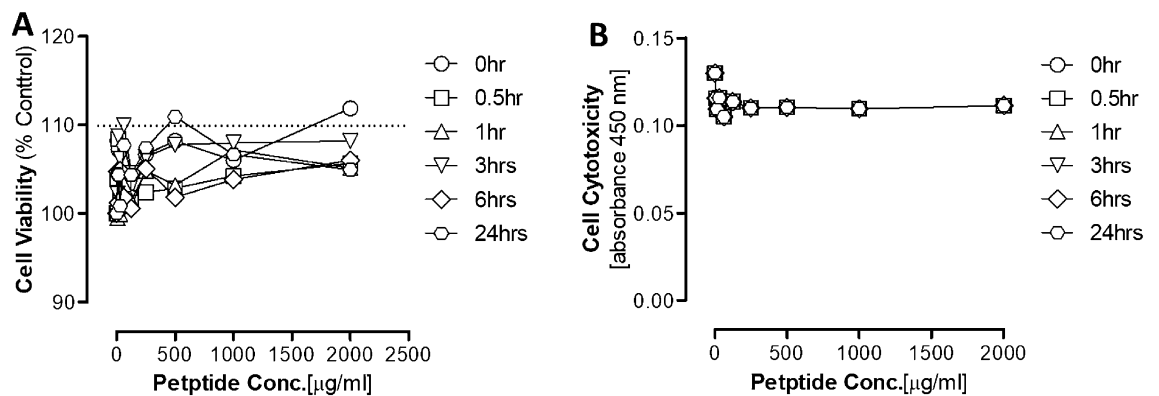 A
B
Cell Viability (% Conttrol)
120
110
100
90
0 500 1000 1500 2000 2500
Petptide Conc.[μg/ml]
0hr
0.5hr
1hr
3hrs
6hrs
24hrs
Cell Cytotoxicity
[absorbance 450 nm]
0.15
0.10
0.05
0.00
0 500 1000 1500 2000
Petptide Conc.[μg/ml]
0hr
0.5hr
1hr
3hrs
6hrs
24hrs